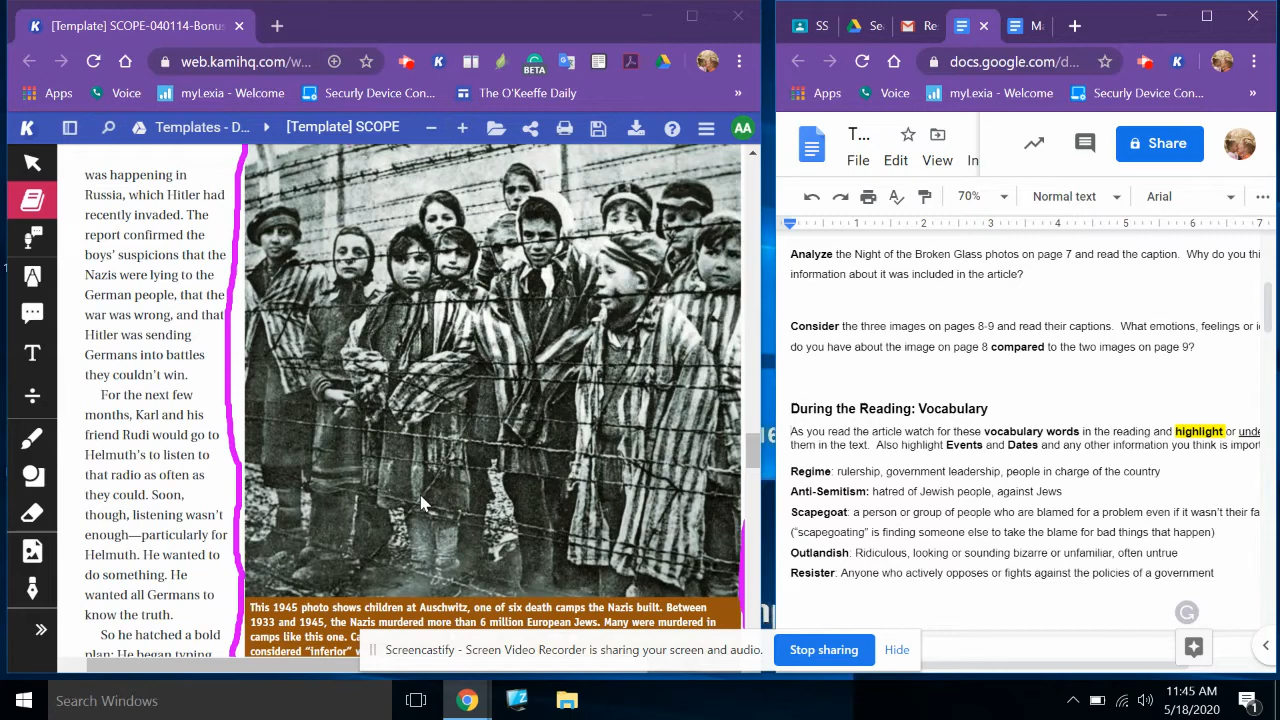 [Template] SCOPE-040114-Bonus
web.kamihq.com/w...
BETA
Apps
Voice
myLexia - Welcome
Securly Device Con...
The O'Keeffe Daily
»
Templates - D...
[Template] SCOPE
AA
was happening in
Russia, which Hitler had
recently invaded. The
report confirmed the
boys' suspicions that the
Nazis were lying to the
German people, that the
war was wrong, and that
Hitler was sending
Germans into battles
they couldn't win.
For the next few
months, Karl and his
friend Rudi would go to
Helmuth's to listen to
that radio as often as
they could. Soon,
though, listening wasn't
enough—particularly for
Helmuth. He wanted to
do something. He
wanted all Germans to
know the truth.
So he hatched a bold
plan: He began typing
This 1945 photo shows children at Auschwitz, one of six death camps the Nazis built. Between
1933 and 1945, the Nazis murdered more than 6 million European Jews. Many were murdered in
camps like this one. Ca
considered "inferior" w
SS
Se
Re
M
docs.google.com/d...
Apps
Voice
myLexia - Welcome
Securly Device Con...
»
T...
File Edit View In
Share
70%
Normal text
Arial
1 2 3 4 5 6 7
Analyze the Night of the Broken Glass photos on page 7 and read the caption. Why do you thi
information about it was included in the article?
Consider the three images on pages 8-9 and read their captions. What emotions, feelings or i
do you have about the image on page 8 compared to the two images on page 9?
During the Reading: Vocabulary
As you read the article watch for these vocabulary words in the reading and highlight or unde
them in the text. Also highlight Events and Dates and any other information you think is import
Regime: rulership, government leadership, people in charge of the country
Anti-Semitism: hatred of Jewish people, against Jews
Scapegoat: a person or group of people who are blamed for a problem even if it wasn't their fa
("scapegoating" is finding someone else to take the blame for bad things that happen)
Outlandish: Ridiculous, looking or sounding bizarre or unfamiliar, often untrue
Resister: Anyone who actively opposes or fights against the policies of a government
Screencastify - Screen Video Recorder is sharing your screen and audio.
Stop sharing
Hide
Search Windows
11:45 AM
5/18/2020
1